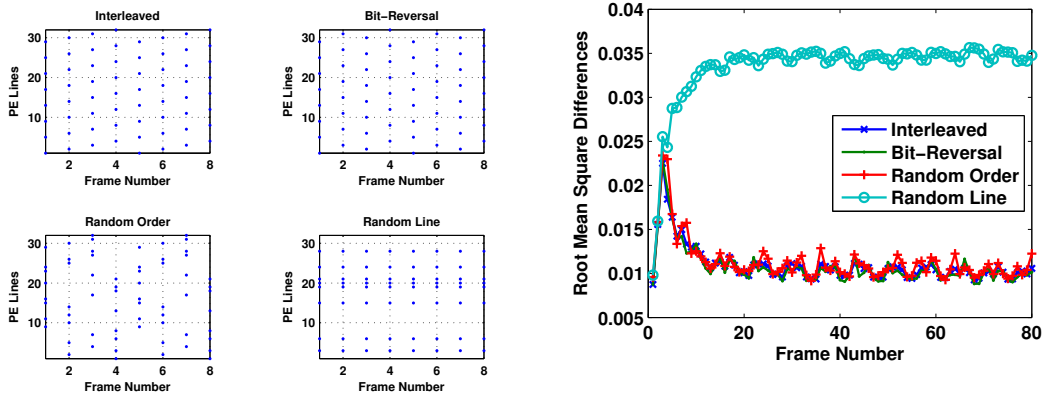 Interleaved
30
20
10
PE Lines
2 4 6 8
Frame Number
Bit-Reversal
30
20
10
PE Lines
2 4 6 8
Frame Number
Random Order
30
20
10
PE Lines
2 4 6 8
Frame Number
Random Line
30
20
10
PE Lines
2 4 6 8
Frame Number
0.04
0.035
0.03
0.025
0.02
0.015
0.01
0.005
Root Mean Square Differences
Interleaved
Bit-Reversal
Random Order
Random Line
0 20 40 60 80
Frame Number